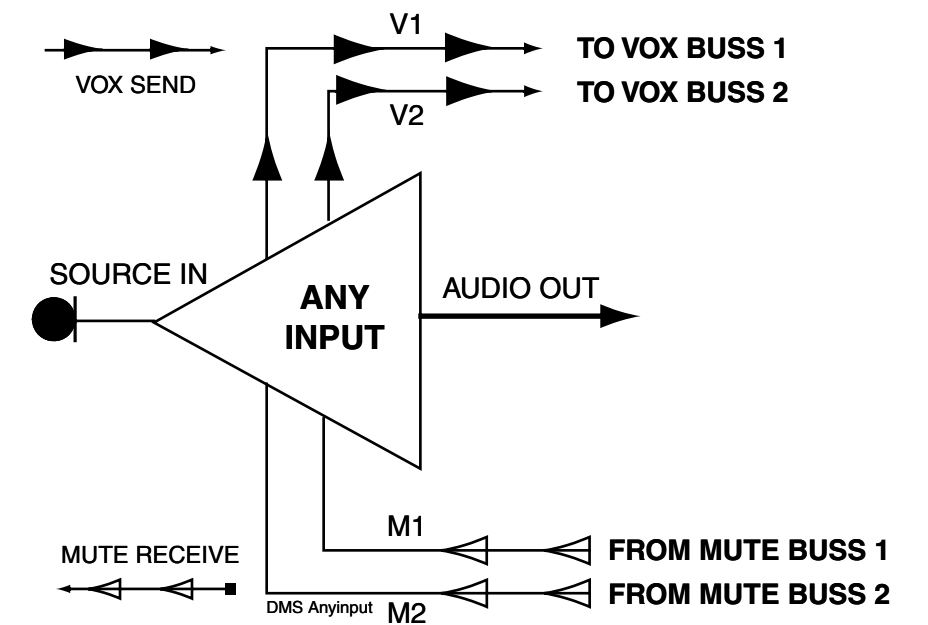 V1
TO VOX BUSS 1
VOX SEND
TO VOX BUSS 2
V2
SOURCE IN
AUDIO OUT
ANY
INPUT
M1
MUTE RECEIVE
FROM MUTE BUSS 1
FROM MUTE BUSS 2
DMS Anyinput
M2